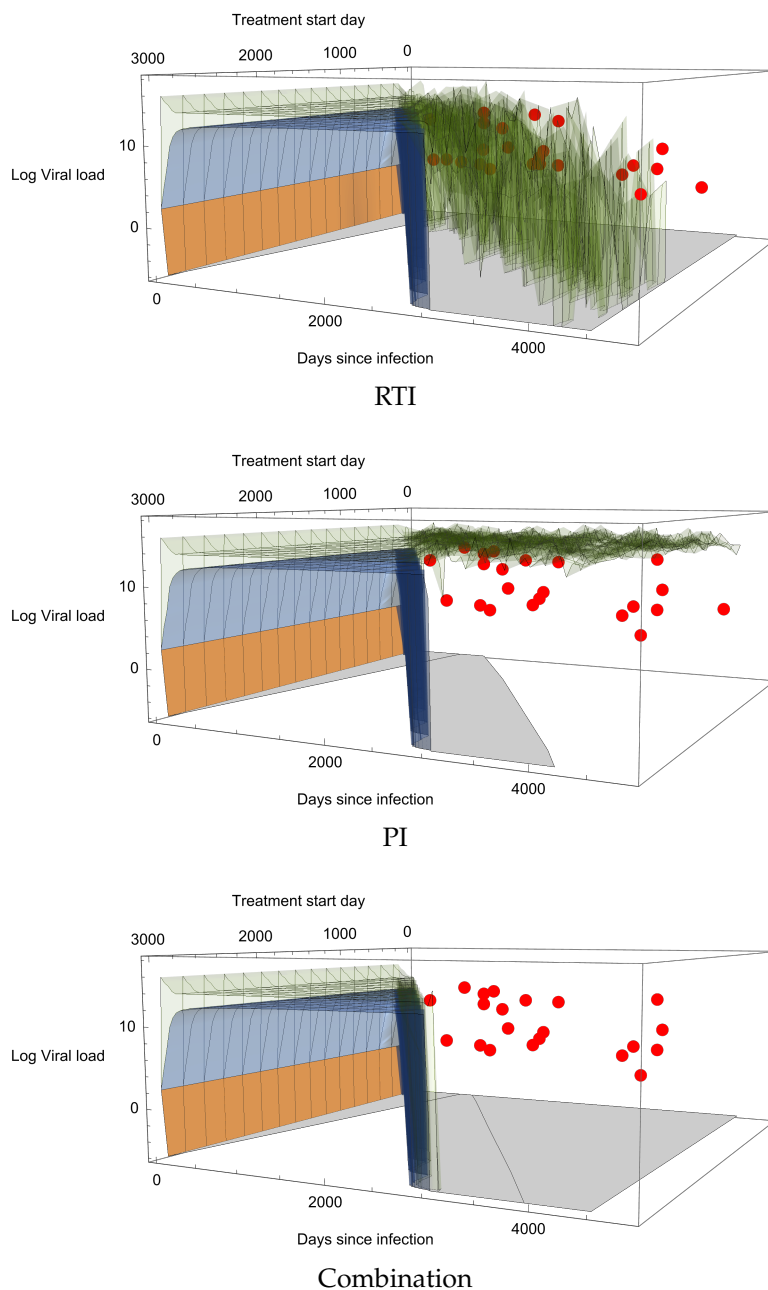 Treatment start day
3000 2000 1000 0
10
Log Viral load
0
0
2000
4000
Days since infection
RTI
Treatment start day
3000 2000 1000 0
10
Log Viral load
0
0
2000
4000
Days since infection
PI
Treatment start day
3000 2000 1000 0
10
Log Viral load
0
0
2000
4000
Days since infection
Combination